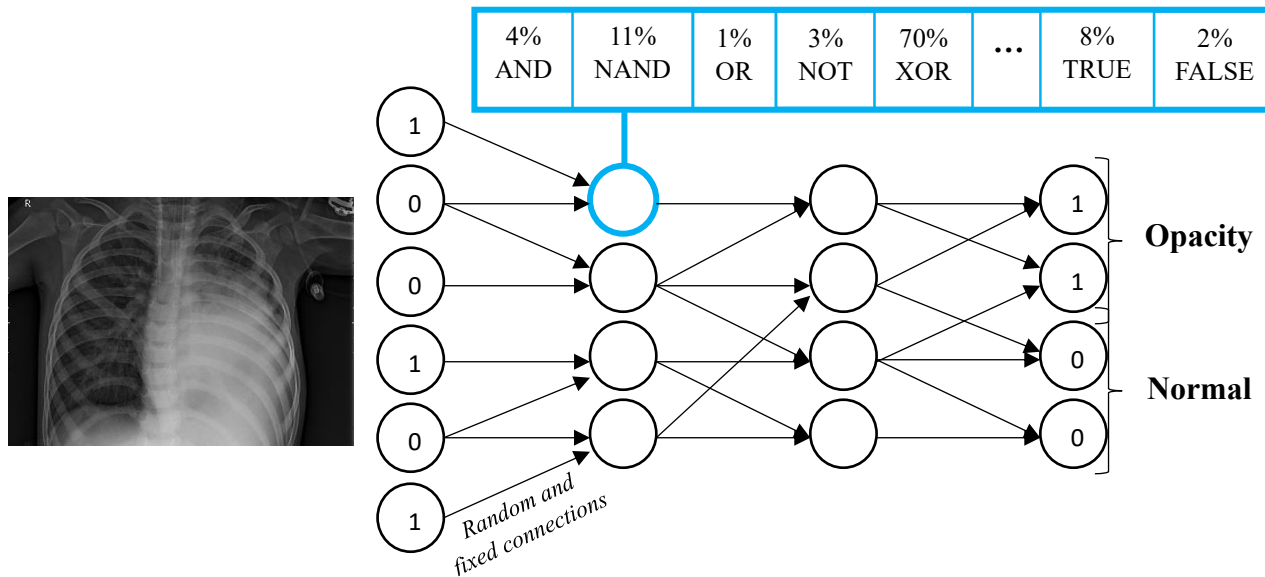 4% 11% 1% 3% 70% ... 8% 2%
AND NAND OR NOT XOR TRUE FALSE
1
0
0
1
0
1
R
1
1
0
0
Opacity
Normal
Random and
fixed connections